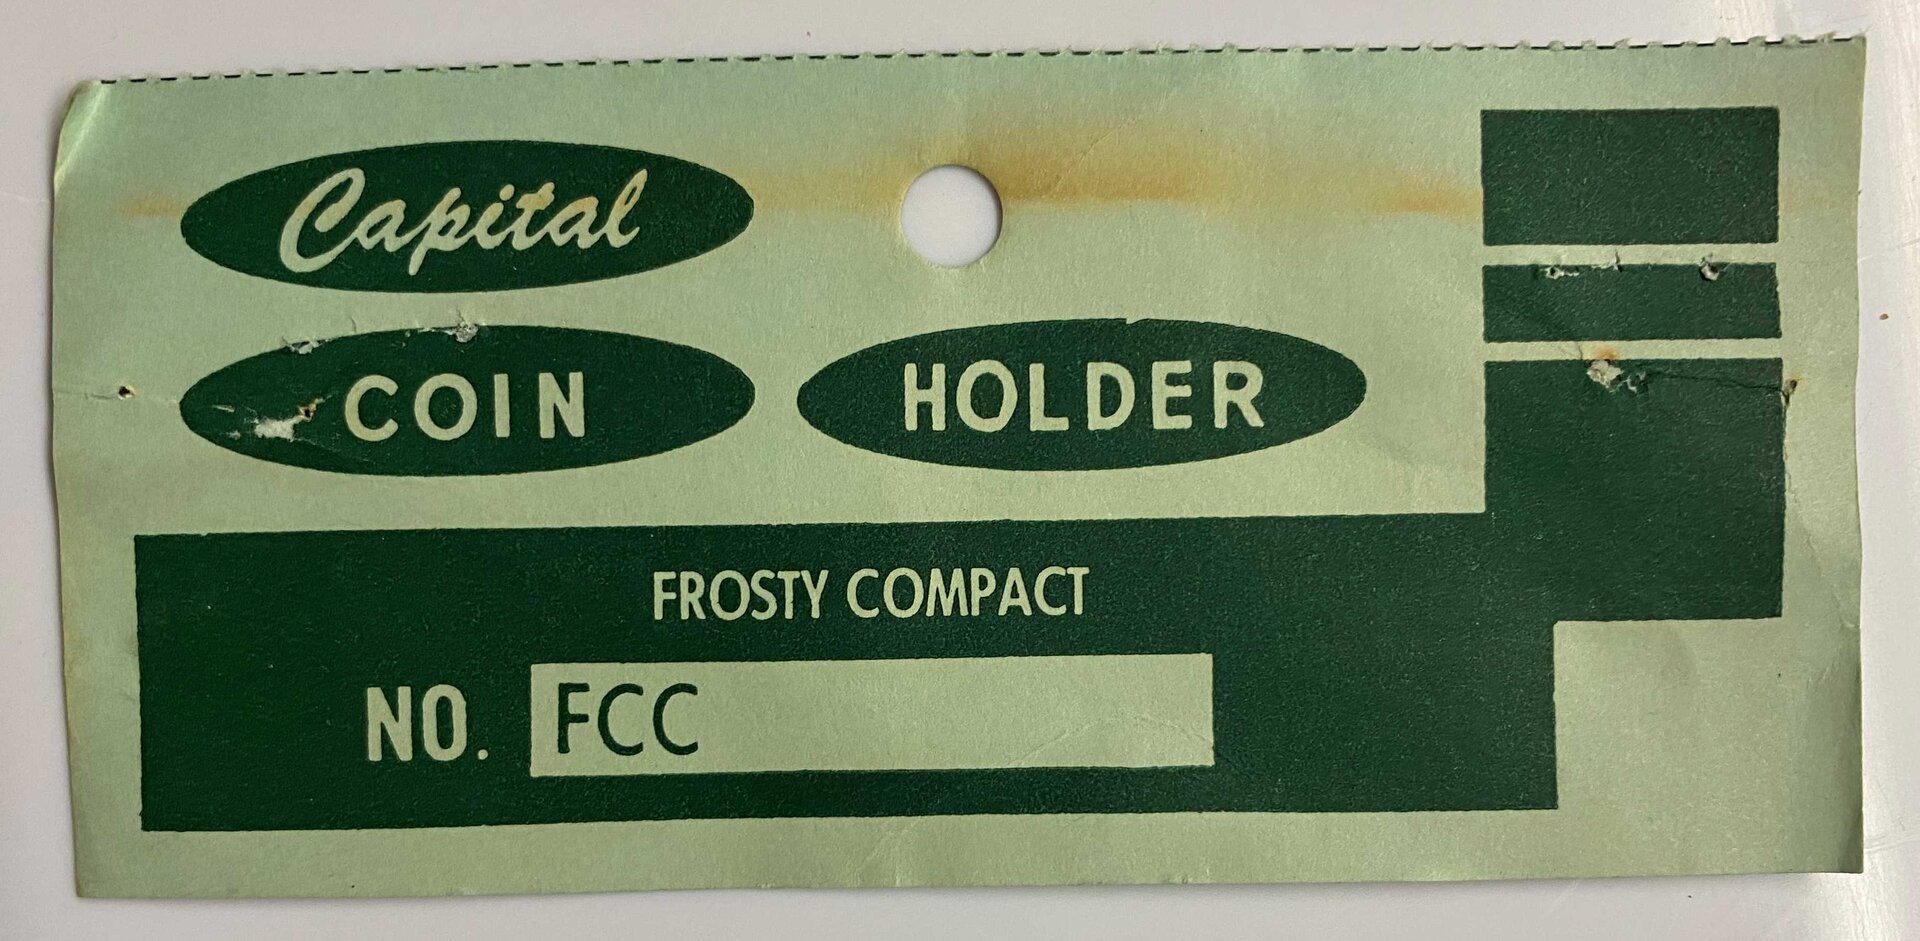 Capital
COIN HOLDER
FROSTY COMPACT
NO. FCC